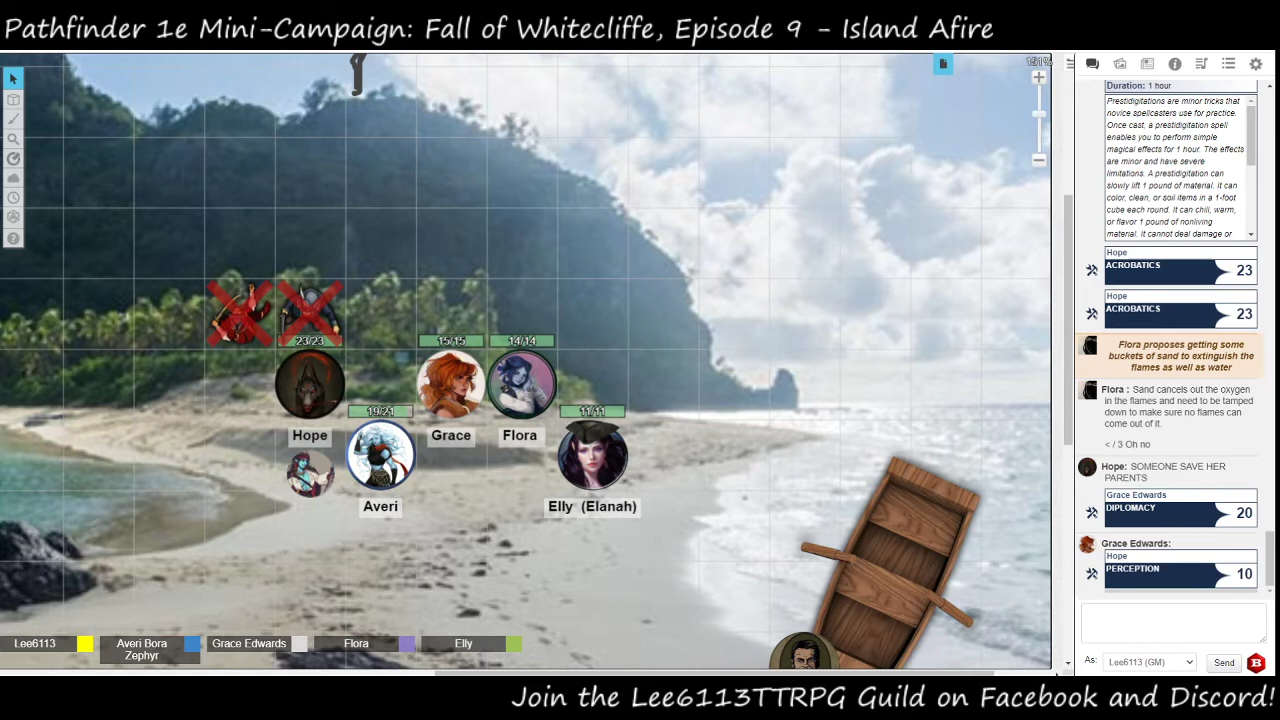 Pathfinder 1e Mini-Campaign: Fall of Whitecliffe, Episode 9 - Island Afire
151%
Duration: 1 hour
Prestidigitations are minor tricks that
novice spellcasters use for practice.
Once cast, a prestidigitation spell
enables you to perform simple
magical effects for 1 hour. The effects
are minor and have severe
limitations. A prestidigitation can
slowly lift 1 pound of material. It can
color, clean, or soil items in a 1-foot
cube each round. It can chill, warm,
or flavor 1 pound of nonliving
material. It cannot deal damage or
Hope
ACROBATICS 23
Hope
ACROBATICS 23
Flora proposes getting some
buckets of sand to extinguish the
flames as well as water
Flora : Sand cancels out the oxygen
in the flames and need to be tamped
down to make sure no flames can
come out of it.
< / 3 Oh no
Hope: SOMEONE SAVE HER
PARENTS
Grace Edwards
DIPLOMACY 20
Grace Edwards:
Hope
PERCEPTION 10
23/23
15/15
14/14
19/21
11/11
Hope
Grace
Flora
Averi
Elly (Elanah)
Lee6113
Averi Bora
Zephyr
Grace Edwards
Flora
Elly
As: Lee6113 (GM) Send
B
Join the Lee6113TTRPG Guild on Facebook and Discord!